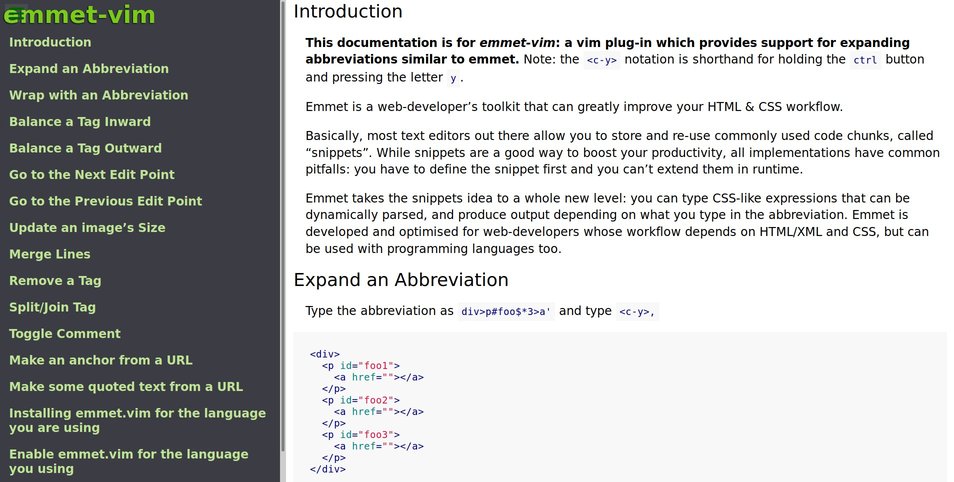 emmet-vim
Introduction
Expand an Abbreviation
Wrap with an Abbreviation
Balance a Tag Inward
Balance a Tag Outward
Go to the Next Edit Point
Go to the Previous Edit Point
Update an image’s Size
Merge Lines
Remove a Tag
Split/Join Tag
Toggle Comment
Make an anchor from a URL
Make some quoted text from a URL
Installing emmet.vim for the language
you are using
Enable emmet.vim for the language
you using
Introduction
This documentation is for emmet-vim: a vim plug-in which provides support for expanding
abbreviations similar to emmet. Note: the <c-y> notation is shorthand for holding the ctrl button
and pressing the letter y.
Emmet is a web-developer’s toolkit that can greatly improve your HTML & CSS workflow.
Basically, most text editors out there allow you to store and re-use commonly used code chunks, called
“snippets”. While snippets are a good way to boost your productivity, all implementations have common
pitfalls: you have to define the snippet first and you can’t extend them in runtime.
Emmet takes the snippets idea to a whole new level: you can type CSS-like expressions that can be
dynamically parsed, and produce output depending on what you type in the abbreviation. Emmet is
developed and optimised for web-developers whose workflow depends on HTML/XML and CSS, but can
be used with programming languages too.
Expand an Abbreviation
Type the abbreviation as div>p#foo$*3>a' and type <c-y>,
<div>
  <p id="foo1">
    <a href=""></a>
  </p>
  <p id="foo2">
    <a href=""></a>
  </p>
  <p id="foo3">
    <a href=""></a>
  </p>
</div>